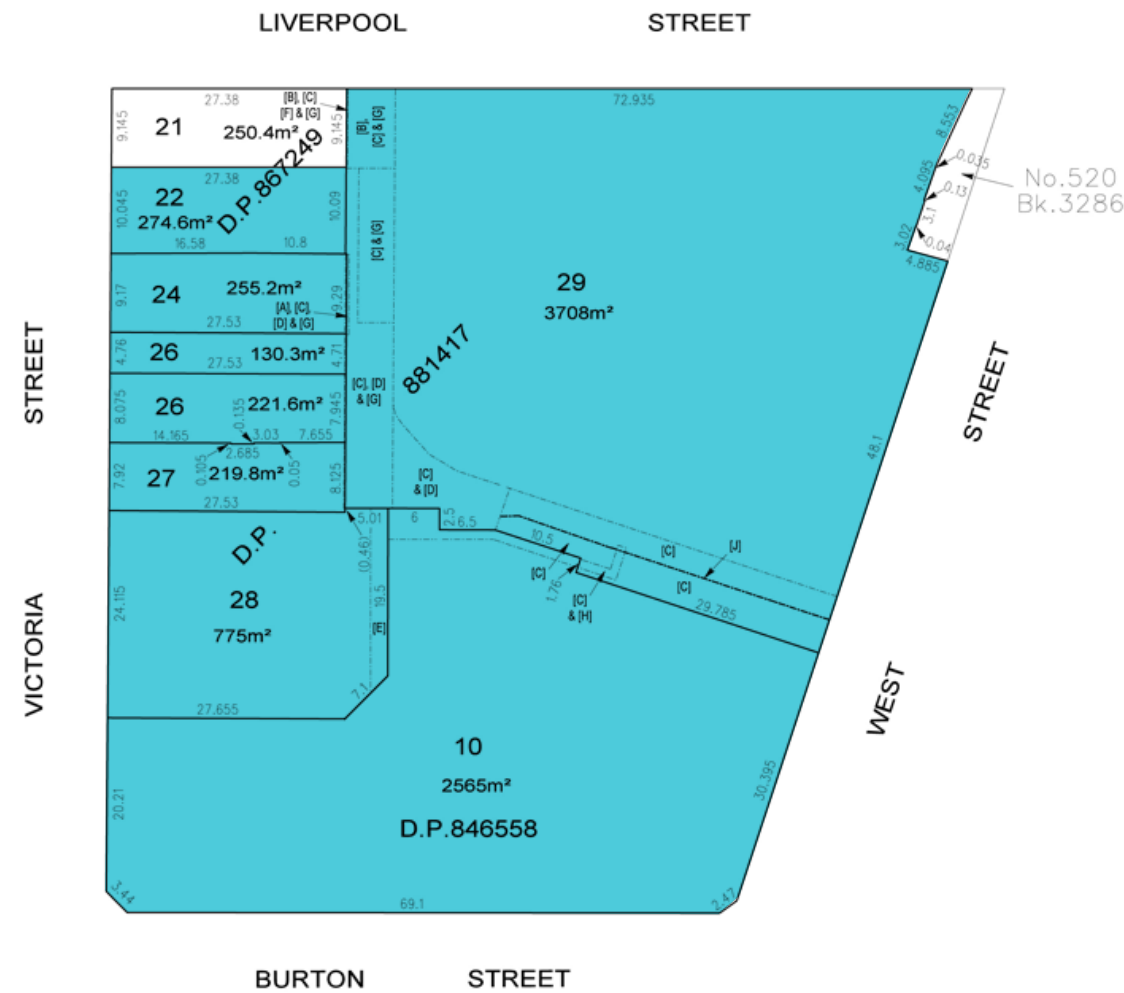 LIVERPOOL STREET
27.38
[B], [C]
[F] & [G]
72.935
9.145
21
250.4m²
9.145
[B],
[C] & [G]
8.553
D.P.867249
0.035
4.095
No.520
Bk.3286
0.13
3.1
3.02
0.04
4.885
27.38
22
274.6m²
10.045
10.09
16.58
10.8
[C] & [G]
29
3708m²
9.17
24
255.2m²
9.29
[A], [C],
[D] & [G]
27.53
881417
STREET
STREET
4.76
26
27.53
130.3m²
4.71
[C], [D]
& [G]
8.075
26
221.6m²
7.945
0.135
14.165
3.03
7.655
48.1
2.685
7.92
27
219.8m²
0.105
0.05
8.125
27.53
[C]
& [D]
5.01
6
2.5
6.5
D.P.
(0.46)
10.5
[C]
[J]
[C]
[C]
1.76
[C]
& [H]
29.785
24.115
28
775m²
19.5
[E]
VICTORIA
WEST
7.1
27.655
10
2565m²
D.P.846558
20.21
30.395
3.44
69.1
2.47
BURTON STREET